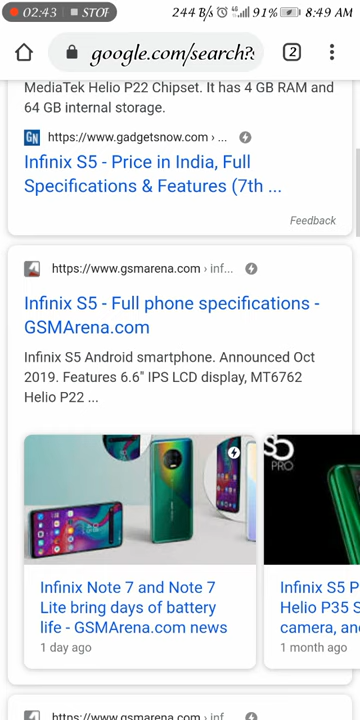 02:43 STOP 244 B/s 4G 91% 8:49 AM
google.com/search?s 2
MediaTek Helio P22 Chipset. It has 4 GB RAM and
64 GB internal storage.
GN https://www.gadgetsnow.com › ...
Infinix S5 - Price in India, Full
Specifications & Features (7th ...
Feedback
https://www.gsmarena.com › inf...
Infinix S5 - Full phone specifications -
GSMArena.com
Infinix S5 Android smartphone. Announced Oct
2019. Features 6.6″ IPS LCD display, MT6762
Helio P22 ...
S5
PRO
Infinix Note 7 and Note 7
Lite bring days of battery
life - GSMArena.com news
1 day ago
Infinix S5 P
Helio P35 S
camera, an
1 month ago
https://www.gsmarena.com › inf...